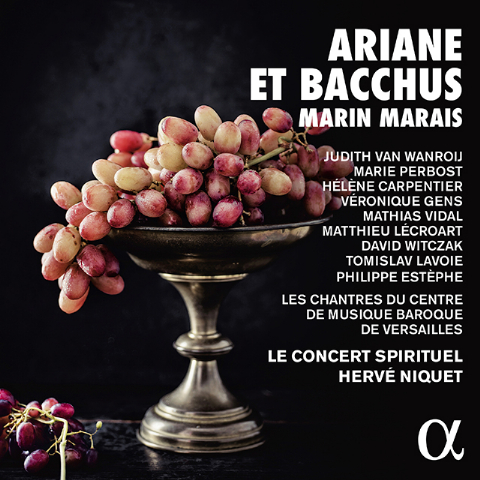 ARIANE
ET BACCHUS
MARIN MARAIS
JUDITH VAN WANROIJ
MARIE PERBOST
HÉLÈNE CARPENTIER
VÉRONIQUE GENS
MATHIAS VIDAL
MATTHIEU LÉCROART
DAVID WITCZAK
TOMISLAV LAVOIE
PHILIPPE ESTÈPHE
LES CHANTRES DU CENTRE
DE MUSIQUE BAROQUE
DE VERSAILLES
LE CONCERT SPIRITUEL
HERVÉ NIQUET
α